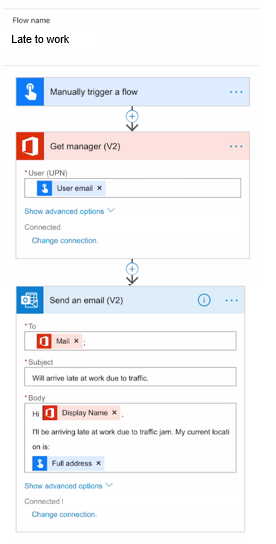 Flow name
Late to work
Manually trigger a flow
...
Get manager (V2)
...
*User (UPN)
User email ×
Show advanced options
Connected
Change connection.
Send an email (V2)
...
*To
Mail × ;
*Subject
Will arrive late at work due to traffic.
*Body
Hi Display Name × ,
I'll be arriving late at work due to traffic jam. My current locati
on is:
Full address ×
Show advanced options
Connected !
Change connection.